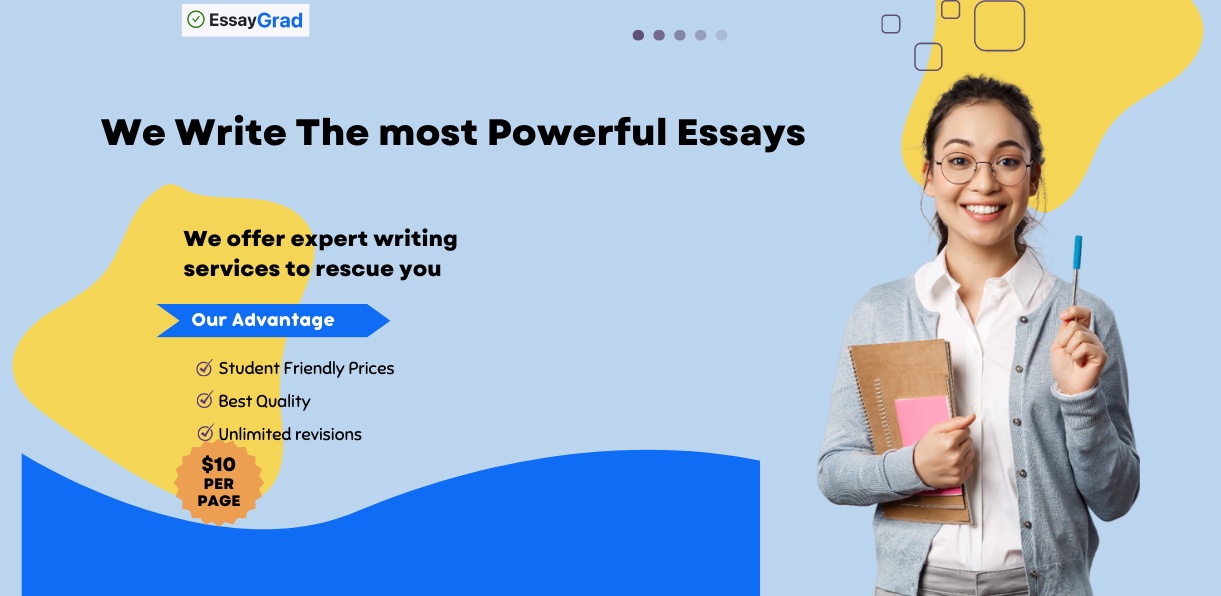 EssayGrad
We Write The most Powerful Essays
We offer expert writing
services to rescue you
Our Advantage
Student Friendly Prices
Best Quality
Unlimited revisions
$10
PER
PAGE